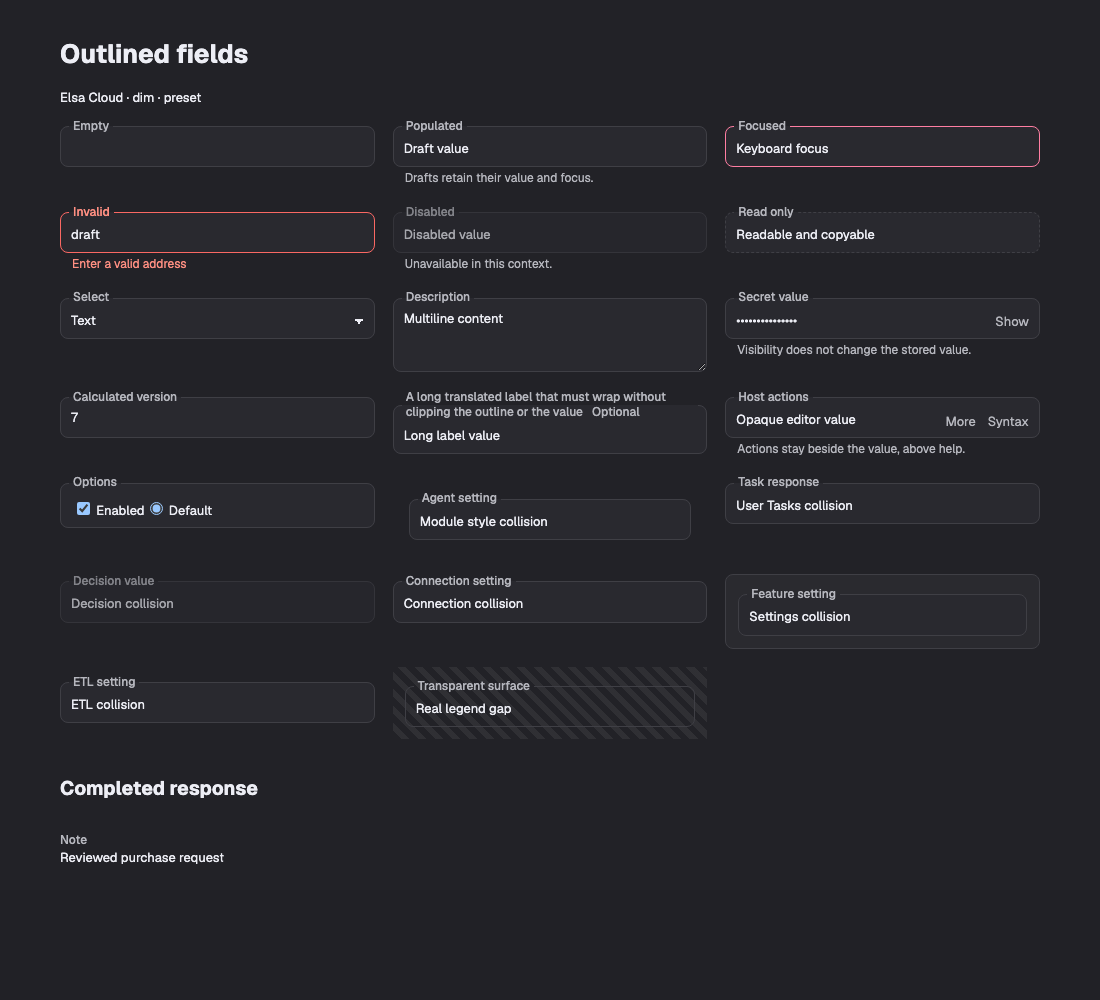 Outlined fields
Elsa Cloud · dim · preset
Empty
Populated
Draft value
Drafts retain their value and focus.
Focused
Keyboard focus
Invalid
draft
Enter a valid address
Disabled
Disabled value
Unavailable in this context.
Read only
Readable and copyable
Select
Text
Description
Multiline content
Secret value
•••••••••••••••
Show
Visibility does not change the stored value.
Calculated version
7
A long translated label that must wrap without
clipping the outline or the value Optional
Long label value
Host actions
Opaque editor value
More
Syntax
Actions stay beside the value, above help.
Options
Enabled
Default
Agent setting
Module style collision
Task response
User Tasks collision
Decision value
Decision collision
Connection setting
Connection collision
Feature setting
Settings collision
ETL setting
ETL collision
Transparent surface
Real legend gap
Completed response
Note
Reviewed purchase request